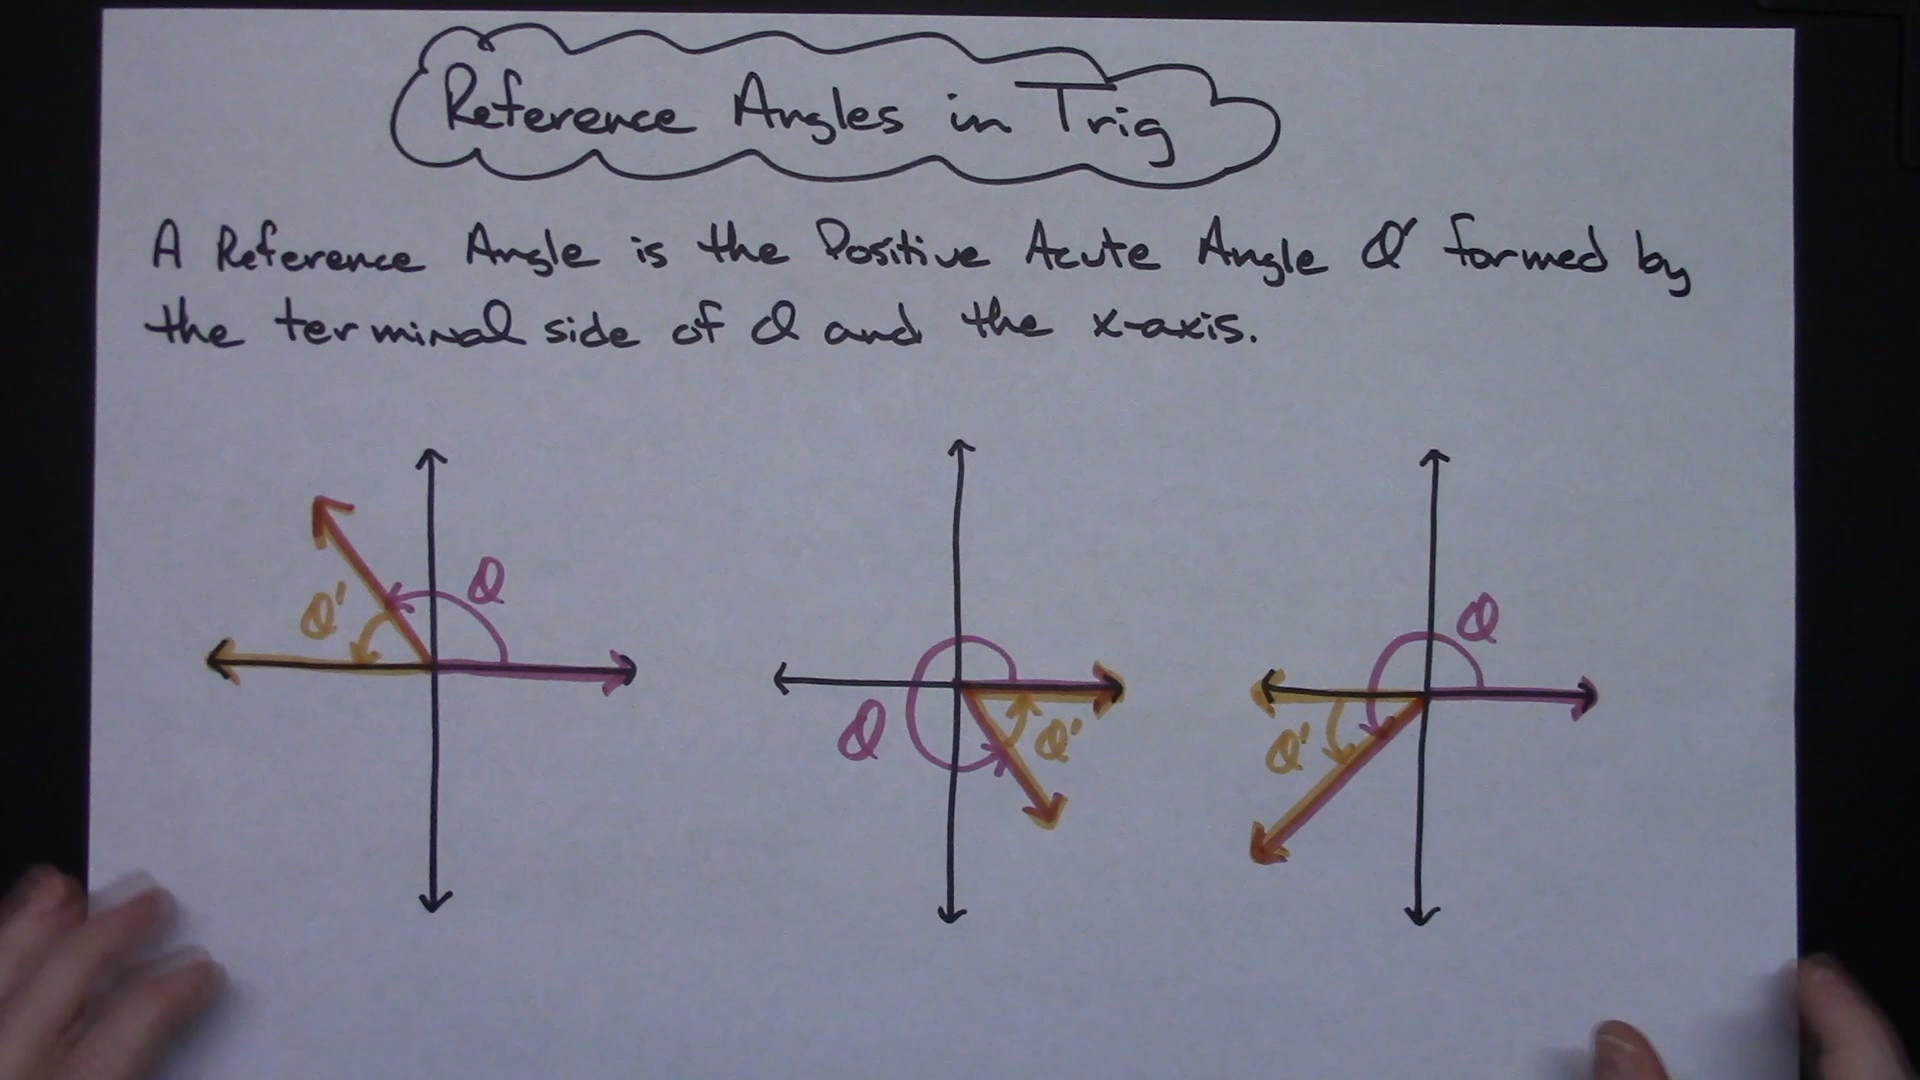 Reference Angles in Trig
A Reference Angle is the Positive Acute Angle θ' formed by
the terminal side of θ and the x-axis.
θ
θ'
θ
θ'
θ
θ'